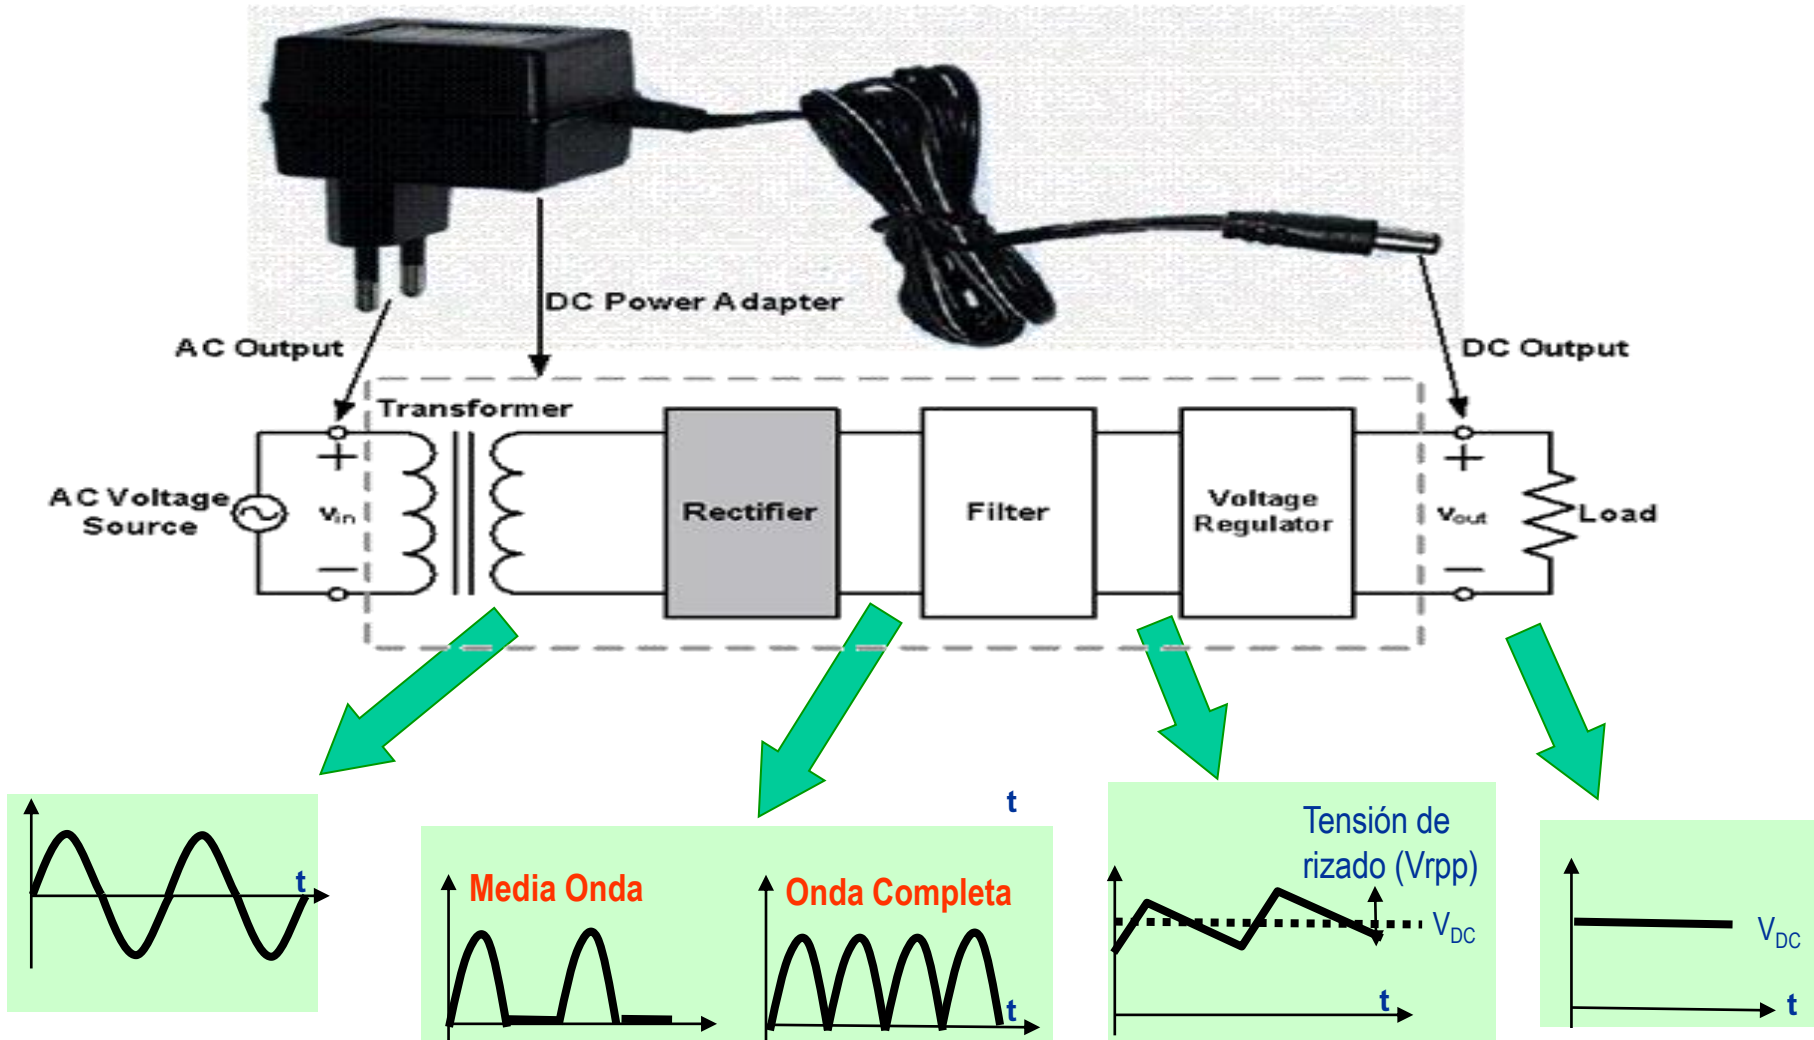 DC Power Adapter
AC Output
DC Output
Transformer
AC Voltage
Source
+
vin
−
Rectifier
Filter
Voltage
Regulator
+
vout
−
Load
t
t
Media Onda
Onda Completa
t
Tensión de
rizado (Vrpp)
VDC
t
VDC
t